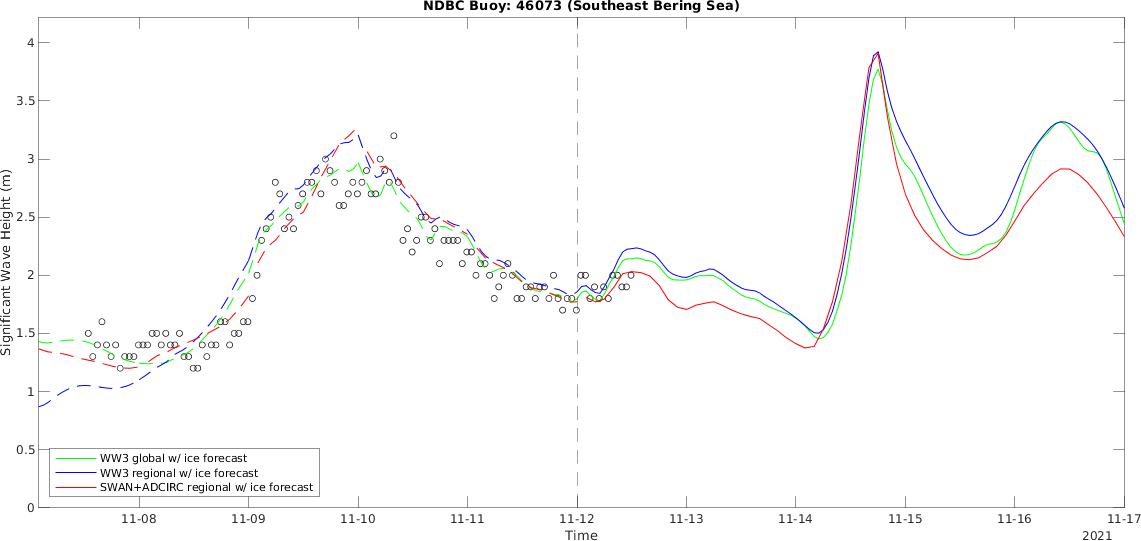 NDBC Buoy: 46073 (Southeast Bering Sea)
Significant Wave Height (m)
4
3.5
3
2.5
2
1.5
1
0.5
0
WW3 global w/ ice forecast
WW3 regional w/ ice forecast
SWAN+ADCIRC regional w/ ice forecast
11-08 11-09 11-10 11-11 11-12 11-13 11-14 11-15 11-16 11-17
Time
2021